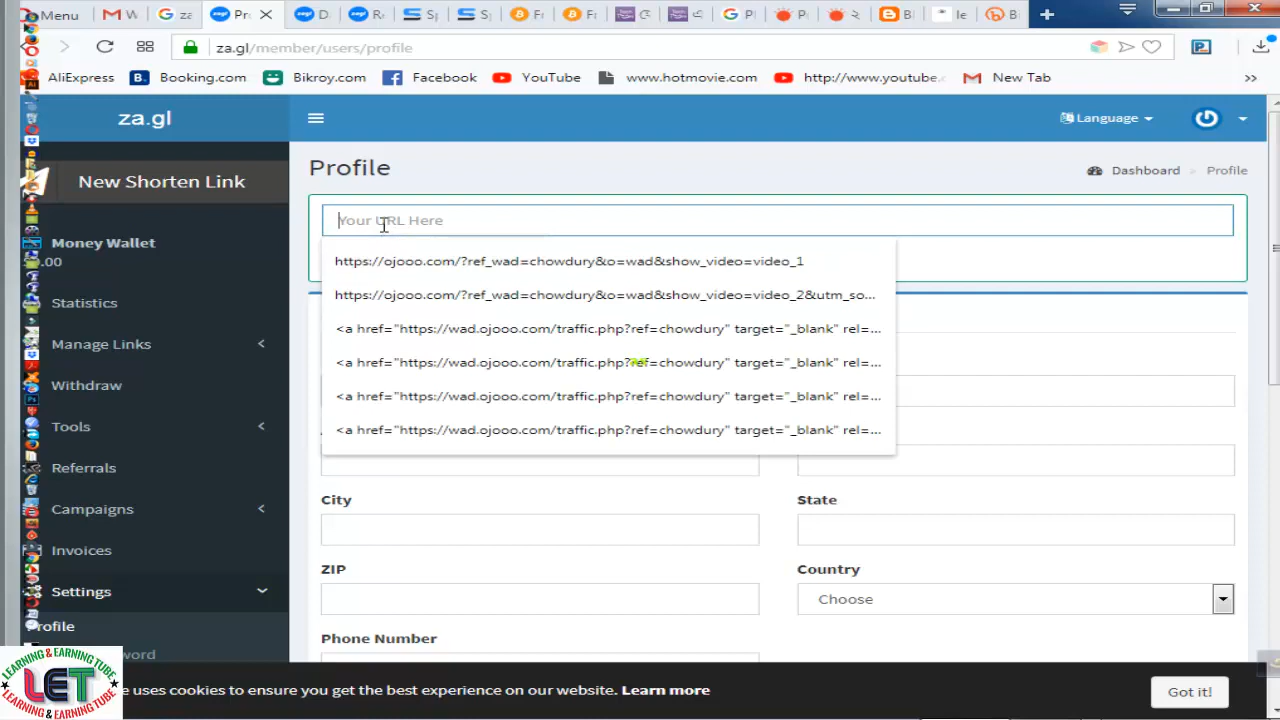 Menu
za.gl/member/users/profile
AliExpress
Booking.com
Bikroy.com
Facebook
YouTube
www.hotmovie.com
http://www.youtube.
New Tab
za.gl
Language
New Shorten Link
Profile
Dashboard > Profile
Your URL Here
Money Wallet
.00
https://ojooo.com/?ref_wad=chowdury&o=wad&show_video=video_1
https://ojooo.com/?ref_wad=chowdury&o=wad&show_video=video_2&utm_so...
<a href="https://wad.ojooo.com/traffic.php?ref=chowdury" target="_blank" rel=...
<a href="https://wad.ojooo.com/traffic.php?ref=chowdury" target="_blank" rel=...
<a href="https://wad.ojooo.com/traffic.php?ref=chowdury" target="_blank" rel=...
<a href="https://wad.ojooo.com/traffic.php?ref=chowdury" target="_blank" rel=...
Statistics
Manage Links
Withdraw
Tools
Referrals
Campaigns
Invoices
Settings
Profile
City
State
ZIP
Country
Choose
Phone Number
LEARNING & EARNING TUBE
LET
LEARNING & EARNING TUBE
e uses cookies to ensure you get the best experience on our website. Learn more
Got it!